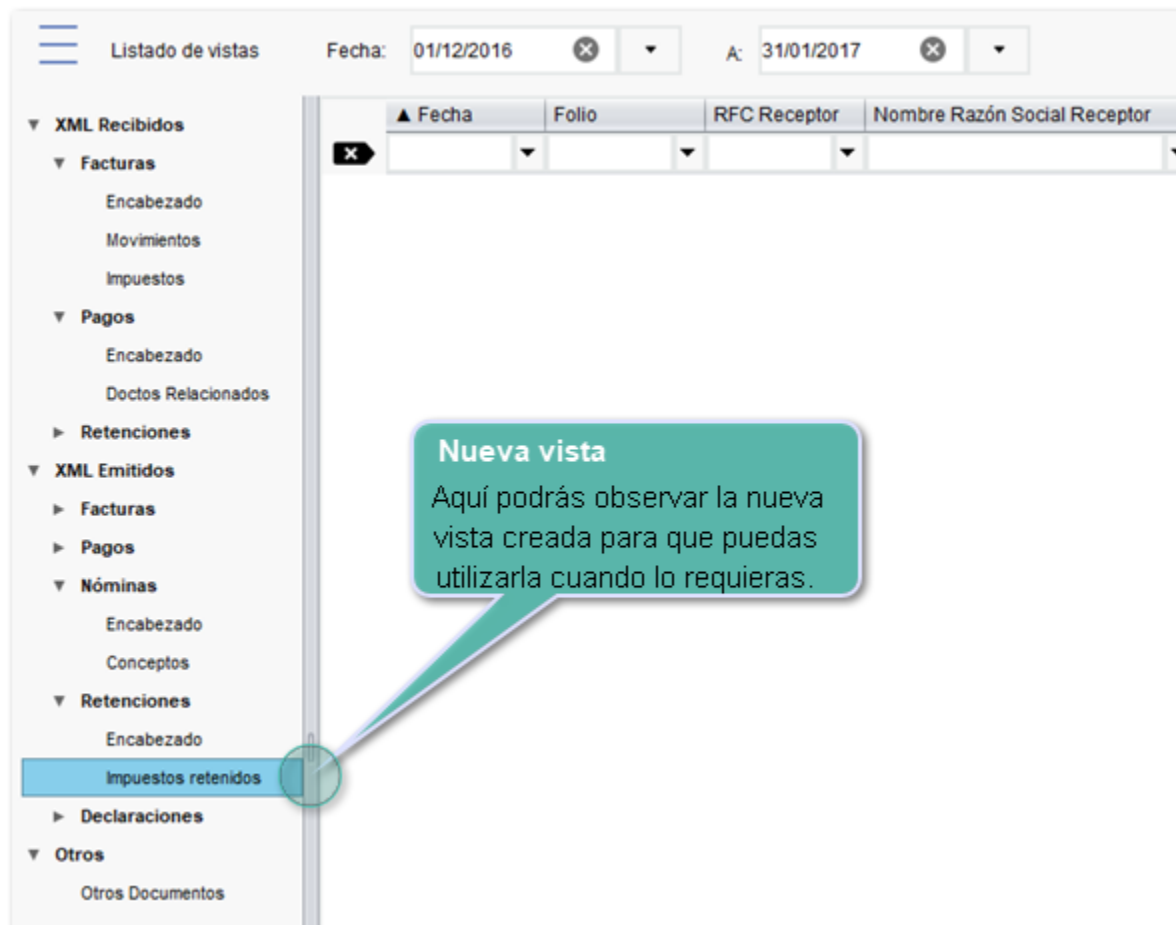 Listado de vistas Fecha: 01/12/2016 A: 31/01/2017
▲ Fecha Folio RFC Receptor Nombre Razón Social Receptor
XML Recibidos
Facturas
Encabezado
Movimientos
Impuestos
Pagos
Encabezado
Doctos Relacionados
Retenciones
XML Emitidos
Facturas
Pagos
Nóminas
Encabezado
Conceptos
Retenciones
Encabezado
Impuestos retenidos
Declaraciones
Otros
Otros Documentos
Nueva vista
Aquí podrás observar la nueva
vista creada para que puedas
utilizarla cuando lo requieras.